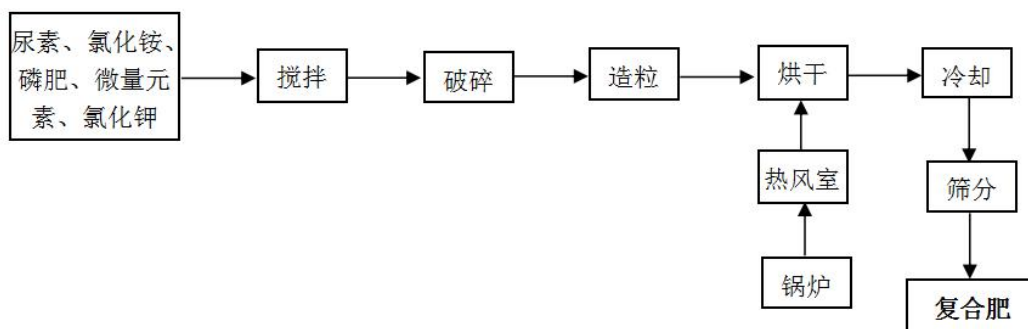 尿素、氯化铵、
磷肥、微量元
素、氯化钾
搅拌
破碎
造粒
烘干
冷却
热风室
筛分
锅炉
复合肥